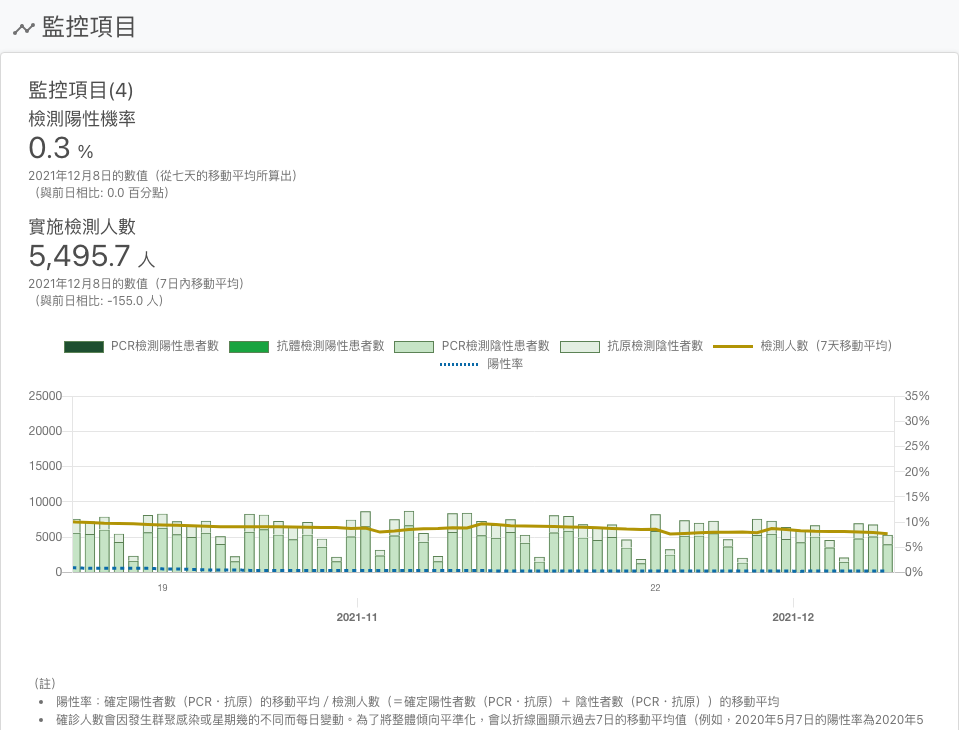 監控項目
監控項目(4)
檢測陽性機率
0.3 %
2021年12月8日的數值（從七天的移動平均所算出）
（與前日相比: 0.0 百分點）
實施檢測人數
5,495.7 人
2021年12月8日的數值（7日內移動平均）
（與前日相比: -155.0 人）
PCR檢測陽性患者數 抗體檢測陽性患者數 PCR檢測陰性患者數 抗原檢測陰性者數 檢測人數（7天移動平均）
陽性率
25000 35%
30%
20000
25%
15000 20%
15%
10000
10%
5000 5%
0 0%
19 22
2021-11 2021-12
（註）
• 陽性率：確定陽性者數（PCR・抗原）的移動平均 / 檢測人數（＝確定陽性者數（PCR・抗原）＋ 陰性者數（PCR・抗原））的移動平均
• 確診人數會因發生群聚感染或星期幾的不同而每日變動。為了將整體傾向平準化，會以折線圖顯示過去7日的移動平均值（例如，2020年5月7日的陽性率為2020年5